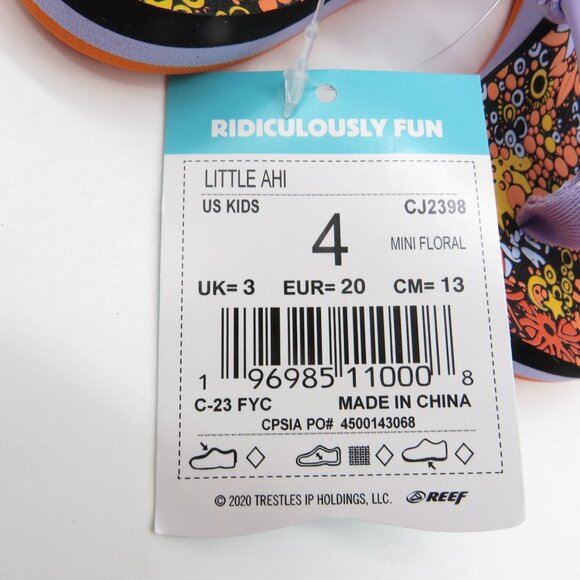 RIDICULOUSLY FUN
LITTLE AHI
US KIDS 4 CJ2398
MINI FLORAL
UK= 3 EUR= 20 CM= 13
1 96985 11000 8
C-23 FYC MADE IN CHINA
CPSIA PO# 4500143068
© 2020 TRESTLES IP HOLDINGS, LLC. REEF